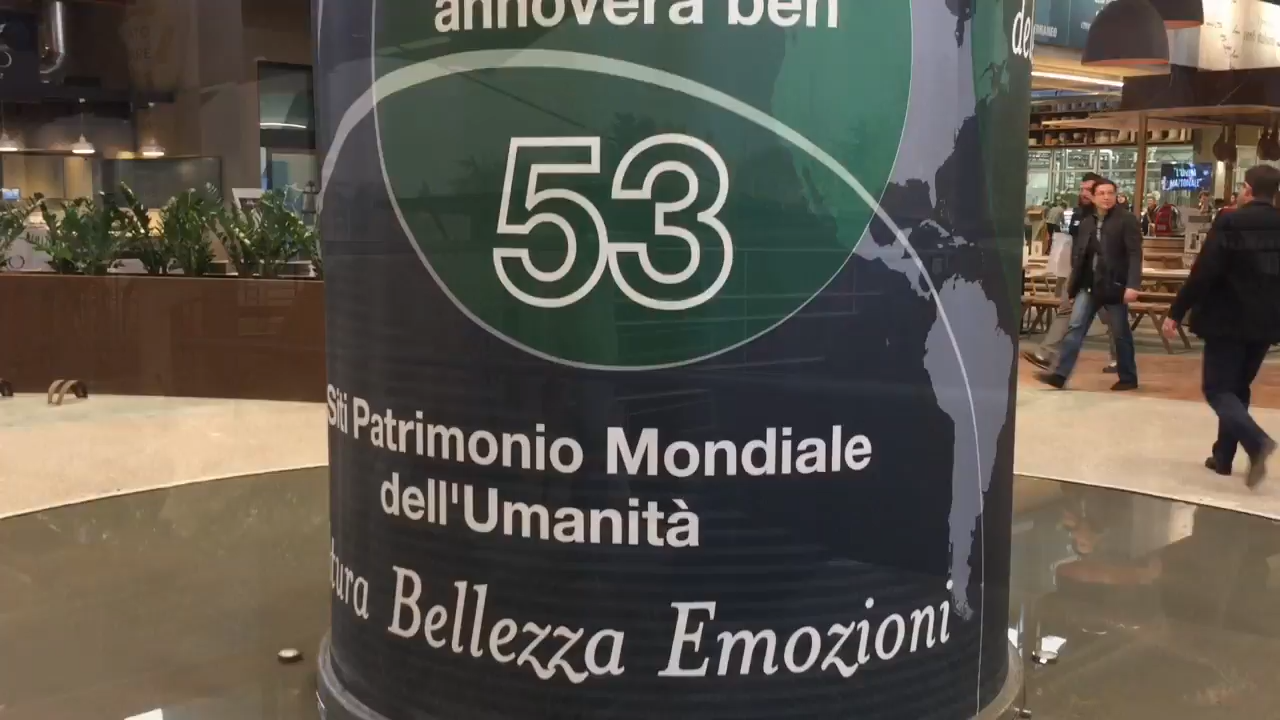 annovera ben
53
Siti Patrimonio Mondiale
dell'Umanità
Bellezza Emozioni